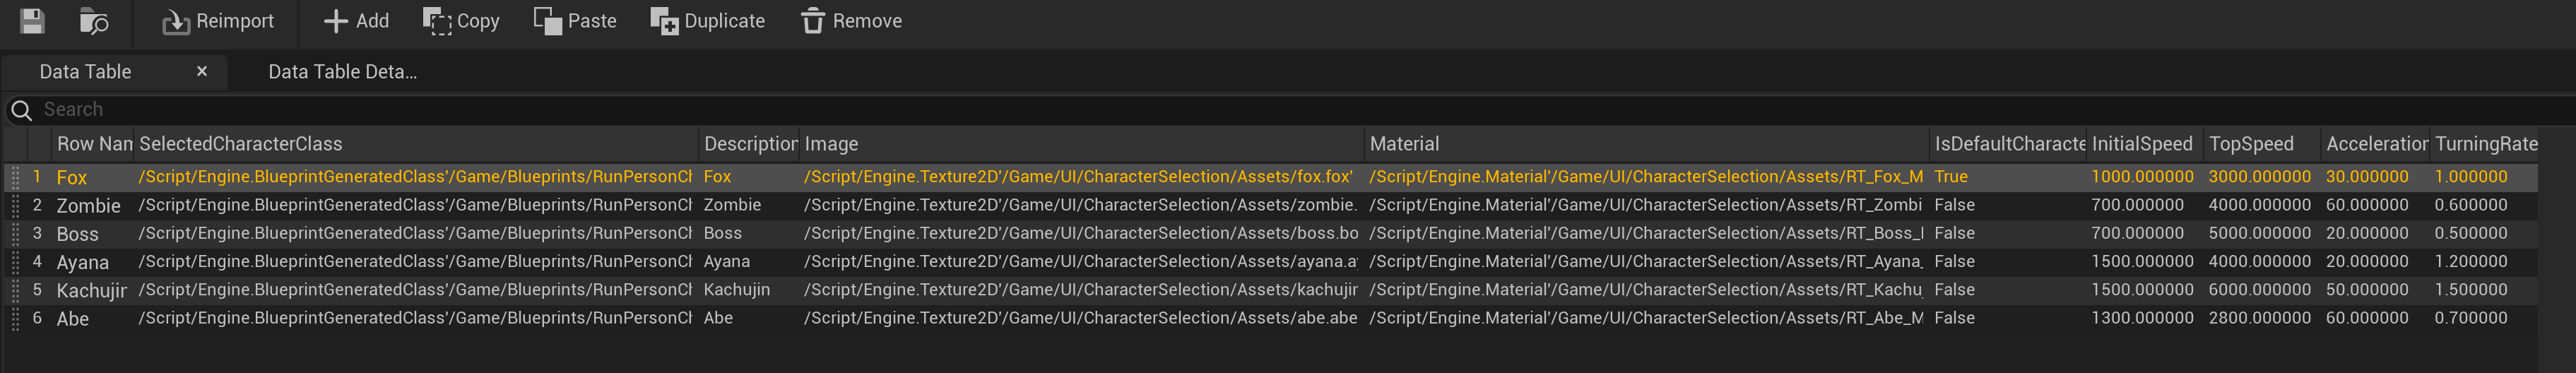 Reimport Add Copy Paste Duplicate Remove
Data Table × Data Table Deta...
Search
Row Nan SelectedCharacterClass Description Image Material IsDefaultCharacte InitialSpeed TopSpeed Acceleration TurningRate
1 Fox /Script/Engine.BlueprintGeneratedClass'/Game/Blueprints/RunPersonCh Fox /Script/Engine.Texture2D'/Game/UI/CharacterSelection/Assets/fox.fox' /Script/Engine.Material'/Game/UI/CharacterSelection/Assets/RT_Fox_M True 1000.000000 3000.000000 30.000000 1.000000
2 Zombie /Script/Engine.BlueprintGeneratedClass'/Game/Blueprints/RunPersonCh Zombie /Script/Engine.Texture2D'/Game/UI/CharacterSelection/Assets/zombie. /Script/Engine.Material'/Game/UI/CharacterSelection/Assets/RT_Zombi False 700.000000 4000.000000 60.000000 0.600000
3 Boss /Script/Engine.BlueprintGeneratedClass'/Game/Blueprints/RunPersonCh Boss /Script/Engine.Texture2D'/Game/UI/CharacterSelection/Assets/boss.bo /Script/Engine.Material'/Game/UI/CharacterSelection/Assets/RT_Boss_ False 700.000000 5000.000000 20.000000 0.500000
4 Ayana /Script/Engine.BlueprintGeneratedClass'/Game/Blueprints/RunPersonCh Ayana /Script/Engine.Texture2D'/Game/UI/CharacterSelection/Assets/ayana.a /Script/Engine.Material'/Game/UI/CharacterSelection/Assets/RT_Ayana_ False 1500.000000 4000.000000 20.000000 1.200000
5 Kachujin /Script/Engine.BlueprintGeneratedClass'/Game/Blueprints/RunPersonCh Kachujin /Script/Engine.Texture2D'/Game/UI/CharacterSelection/Assets/kachujin /Script/Engine.Material'/Game/UI/CharacterSelection/Assets/RT_Kachu False 1500.000000 6000.000000 50.000000 1.500000
6 Abe /Script/Engine.BlueprintGeneratedClass'/Game/Blueprints/RunPersonCh Abe /Script/Engine.Texture2D'/Game/UI/CharacterSelection/Assets/abe.abe /Script/Engine.Material'/Game/UI/CharacterSelection/Assets/RT_Abe_M False 1300.000000 2800.000000 60.000000 0.700000